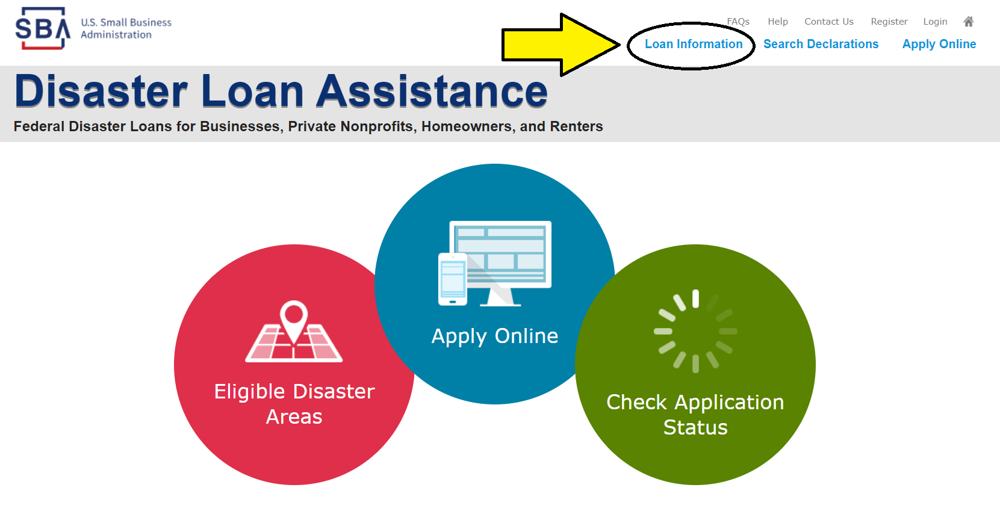 SBA
U.S. Small Business
Administration
FAQs Help Contact Us Register Login
Loan Information Search Declarations Apply Online
Disaster Loan Assistance
Federal Disaster Loans for Businesses, Private Nonprofits, Homeowners, and Renters
Apply Online
Eligible Disaster
Areas
Check Application
Status